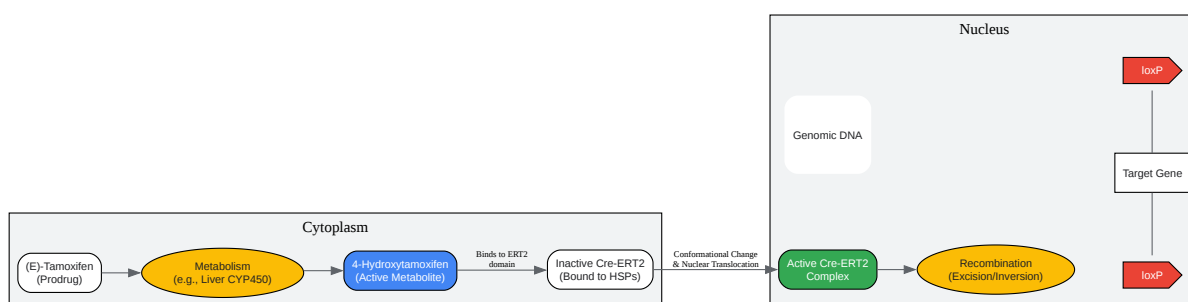 Nucleus
loxP
Genomic DNA
Target Gene
Cytoplasm
(E)-Tamoxifen
(Prodrug)
Metabolism
(e.g., Liver CYP450)
4-Hydroxytamoxifen
(Active Metabolite)
Binds to ERT2
domain
Inactive Cre-ERT2
(Bound to HSPs)
Conformational Change
& Nuclear Translocation
Active Cre-ERT2
Complex
Recombination
(Excision/Inversion)
loxP